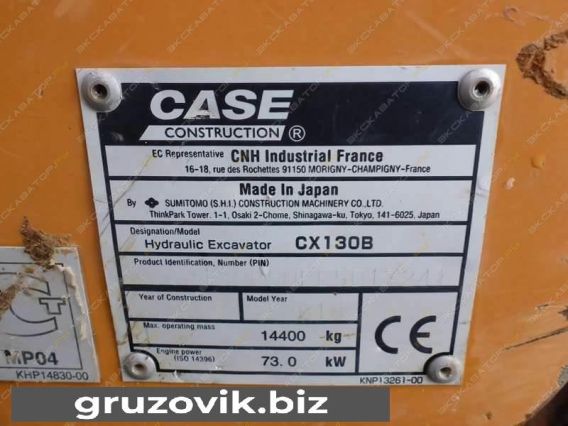 CASE
CONSTRUCTION ®
EC Representative CNH Industrial France
16-18, rue des Rochettes 91150 MORIGNY-CHAMPIGNY-France
Made In Japan
By SUMITOMO (S.H.I.) CONSTRUCTION MACHINERY CO.,LTD.
ThinkPark Tower. 1-1, Osaki 2-Chome, Shinagawa-ku, Tokyo, 141-6025, Japan
Designation/Model
Hydraulic Excavator CX130B
Product Identification, Number (PIN)
Year of Construction Model Year
Max. operating mass 14400 kg
Engine power
(ISO 14396) 73.0 kW
CE
KNP13261-00
MP04
KHP14830-00
gruzovik.biz